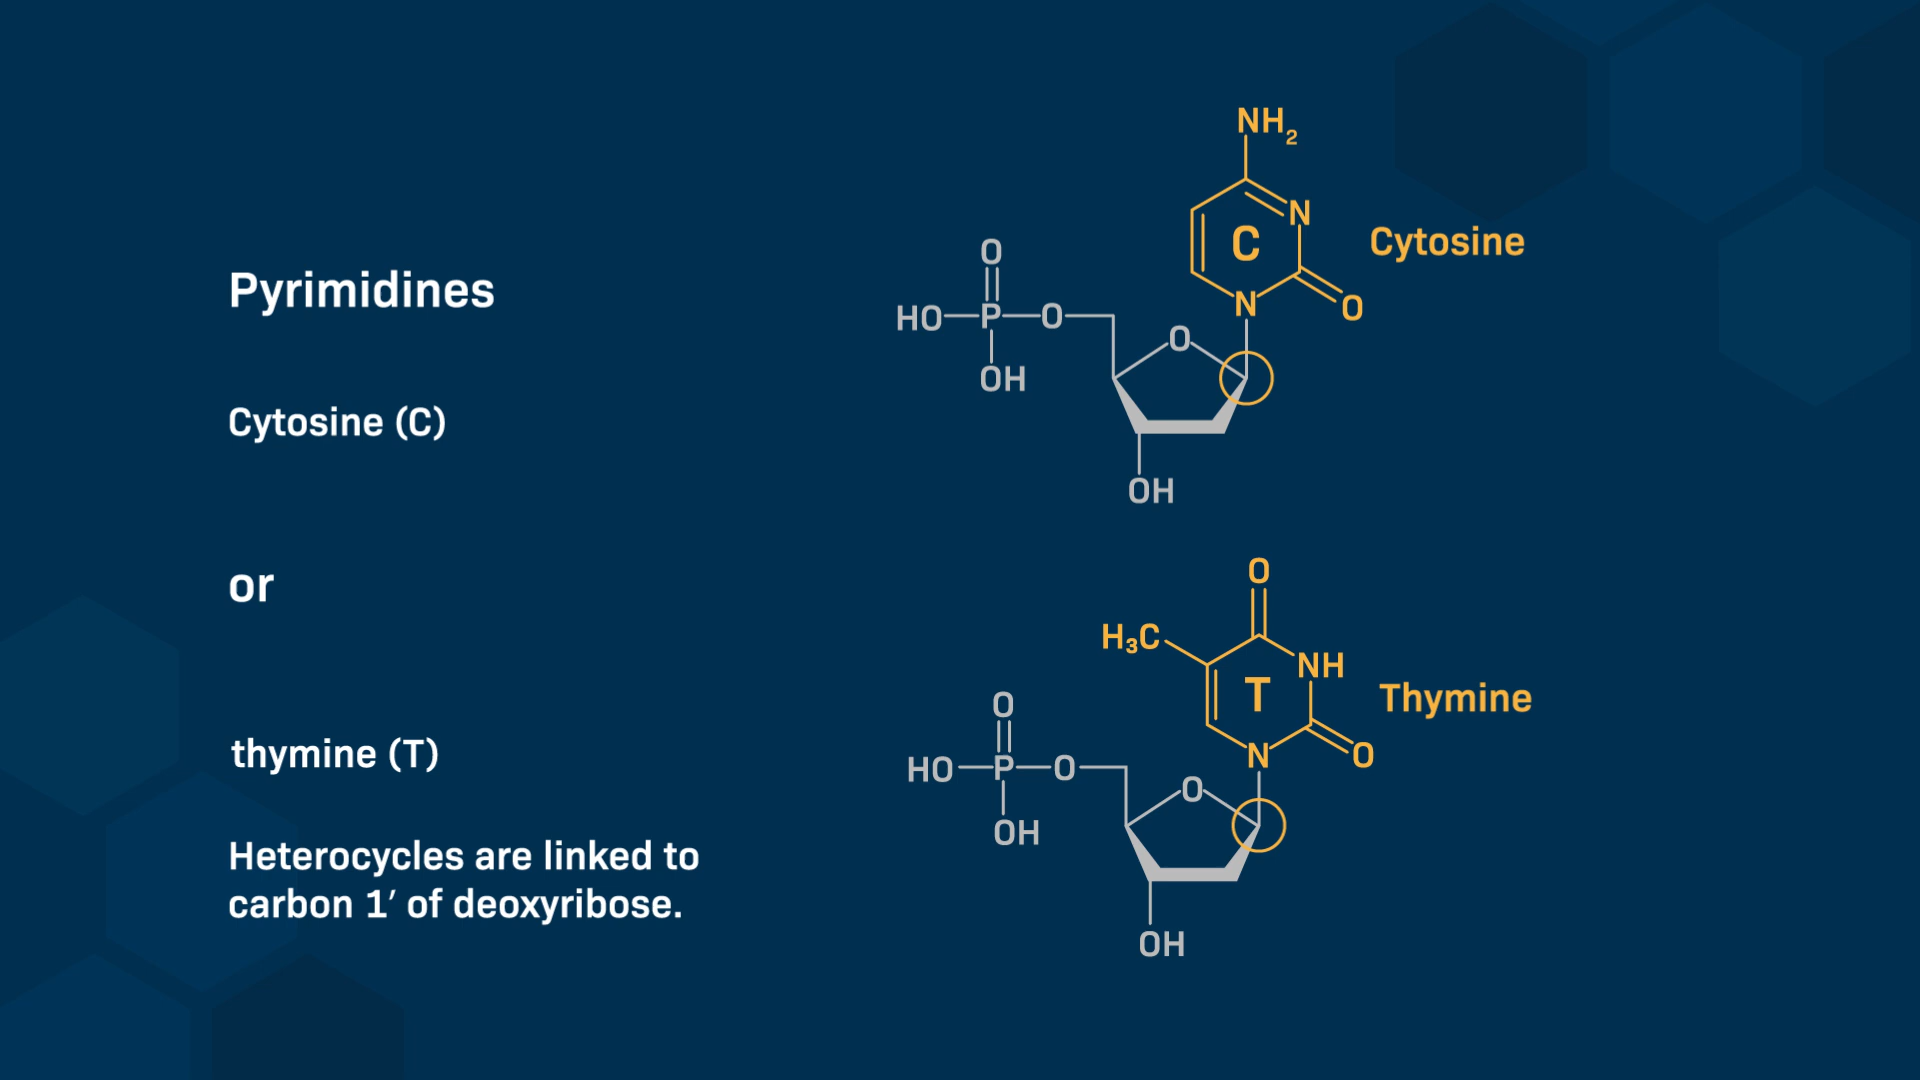 Pyrimidines
Cytosine (C)
or
thymine (T)
Heterocycles are linked to
carbon 1′ of deoxyribose.
NH₂
N
C
Cytosine
O
N
O
HO P O
O
OH
OH
O
H₃C
NH
T
Thymine
O
N
O
HO P O
O
OH
OH